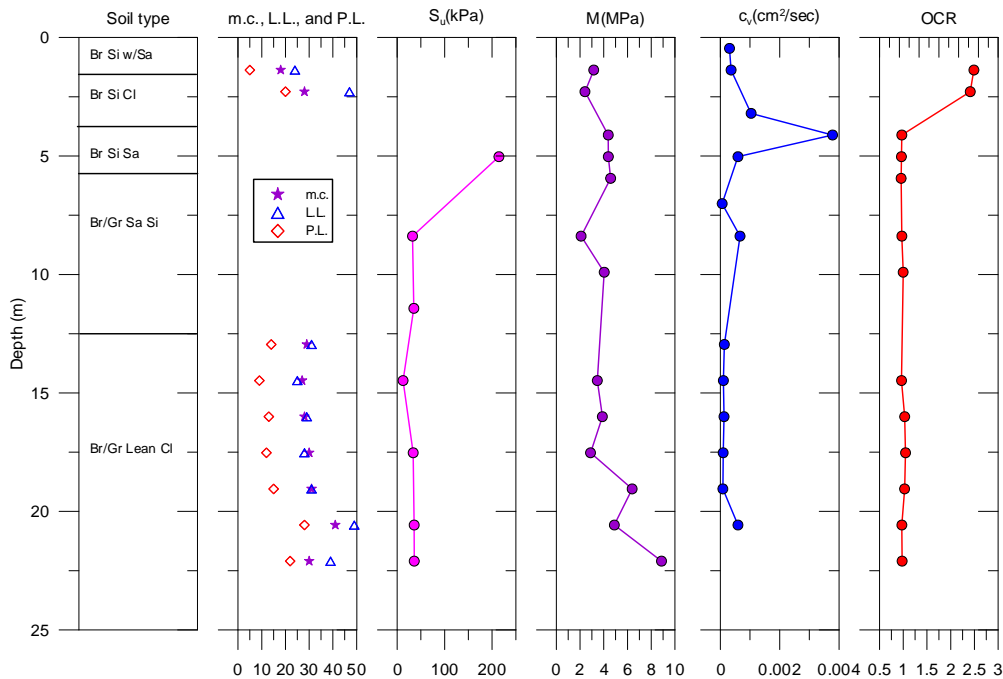 Soil type
m.c., L.L., and P.L.
Su(kPa)
M(MPa)
cv(cm²/sec)
OCR
0
5
10
15
20
25
Depth (m)
Br Si w/Sa
Br Si Cl
Br Si Sa
Br/Gr Sa Si
Br/Gr Lean Cl
m.c.
L.L.
P.L.
0 10 20 30 40 50
0 100 200
0 2 4 6 8 10
0 0.002 0.004
0.5 1 1.5 2 2.5 3